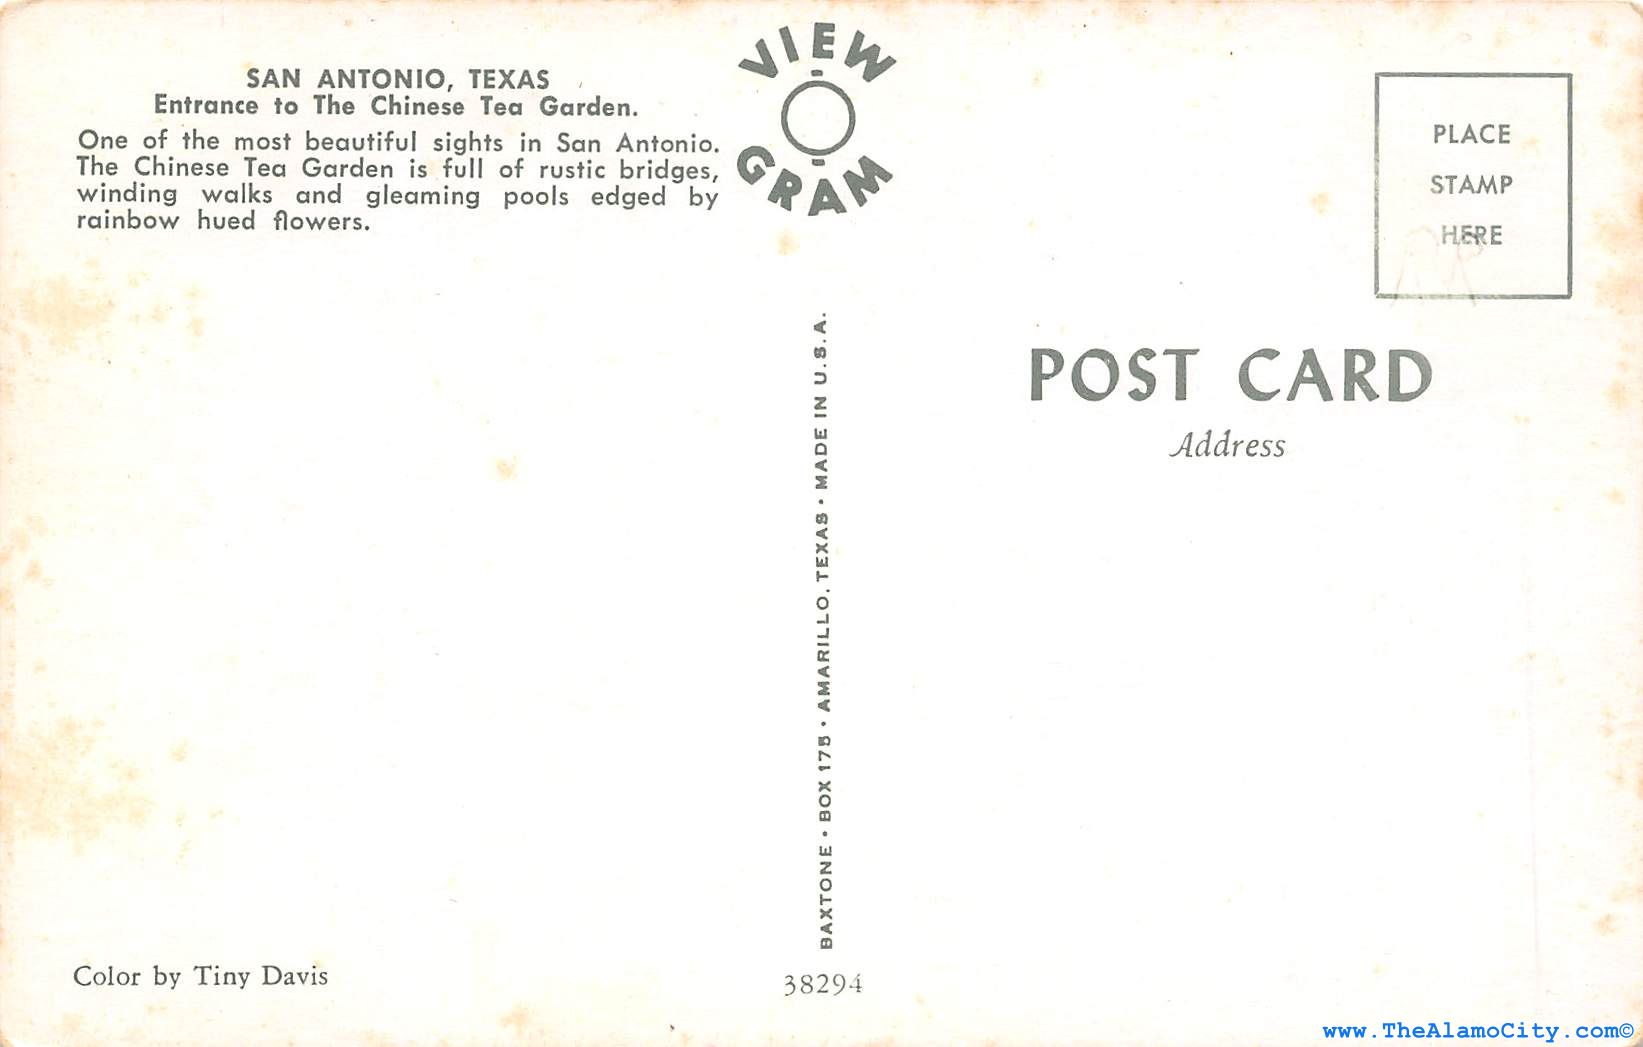 SAN ANTONIO, TEXAS
Entrance to The Chinese Tea Garden.
One of the most beautiful sights in San Antonio.
The Chinese Tea Garden is full of rustic bridges,
winding walks and gleaming pools edged by
rainbow hued flowers.
VIEW
GRAM
PLACE
STAMP
HERE
POST CARD
Address
BAXTONE • BOX 175 • AMARILLO, TEXAS • MADE IN U.S.A.
Color by Tiny Davis
38294
www.TheAlamoCity.com©